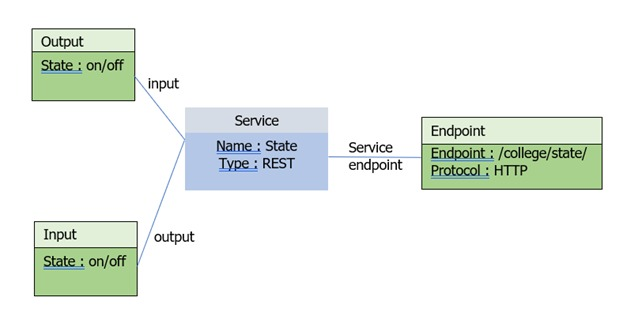 Output
State : on/off
input
Service
Name : State
Type : REST
Service
endpoint
Endpoint
Endpoint : /college/state/
Protocol : HTTP
Input
State : on/off
output